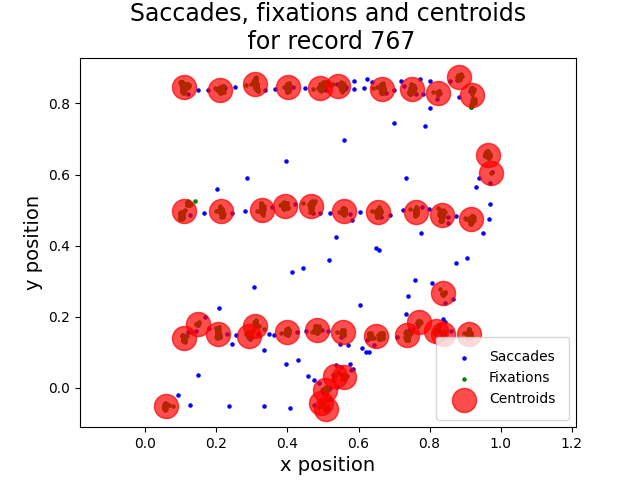 Saccades, fixations and centroids
for record 767
y position
0.8
0.6
0.4
0.2
0.0
0.0 0.2 0.4 0.6 0.8 1.0 1.2
x position
Saccades
Fixations
Centroids